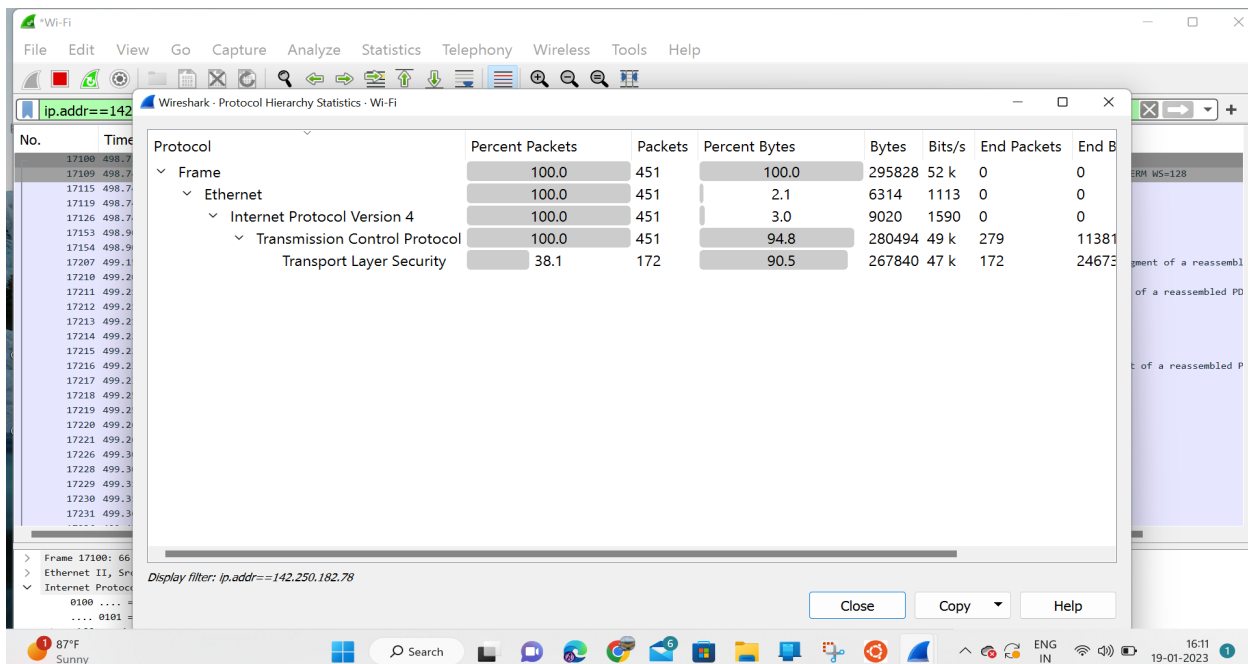 *Wi-Fi
File Edit View Go Capture Analyze Statistics Telephony Wireless Tools Help
ip.addr==142
Wireshark · Protocol Hierarchy Statistics · Wi-Fi
No. Time
17100 498.7
17109 498.7
17115 498.7
17119 498.7
17126 498.7
17153 498.9
17154 498.9
17207 499.1
17210 499.2
17211 499.2
17212 499.2
17213 499.2
17214 499.2
17215 499.2
17216 499.2
17217 499.2
17218 499.2
17219 499.2
17220 499.2
17221 499.2
17226 499.3
17228 499.3
17229 499.3
17230 499.3
17231 499.3
Protocol Percent Packets Packets Percent Bytes Bytes Bits/s End Packets End B
Frame 100.0 451 100.0 295828 52 k 0 0
Ethernet 100.0 451 2.1 6314 1113 0 0
Internet Protocol Version 4 100.0 451 3.0 9020 1590 0 0
Transmission Control Protocol 100.0 451 94.8 280494 49 k 279 11381
Transport Layer Security 38.1 172 90.5 267840 47 k 172 24673
ERM WS=128
gment of a reassembl
of a reassembled PD
t of a reassembled P
Display filter: ip.addr==142.250.182.78
Close Copy Help
Frame 17100: 66
Ethernet II, Src
Internet Protoco
0100 .... =
.... 0101 =
1
87°F
Sunny
Search
6
ENG
IN
16:11
19-01-2023
1